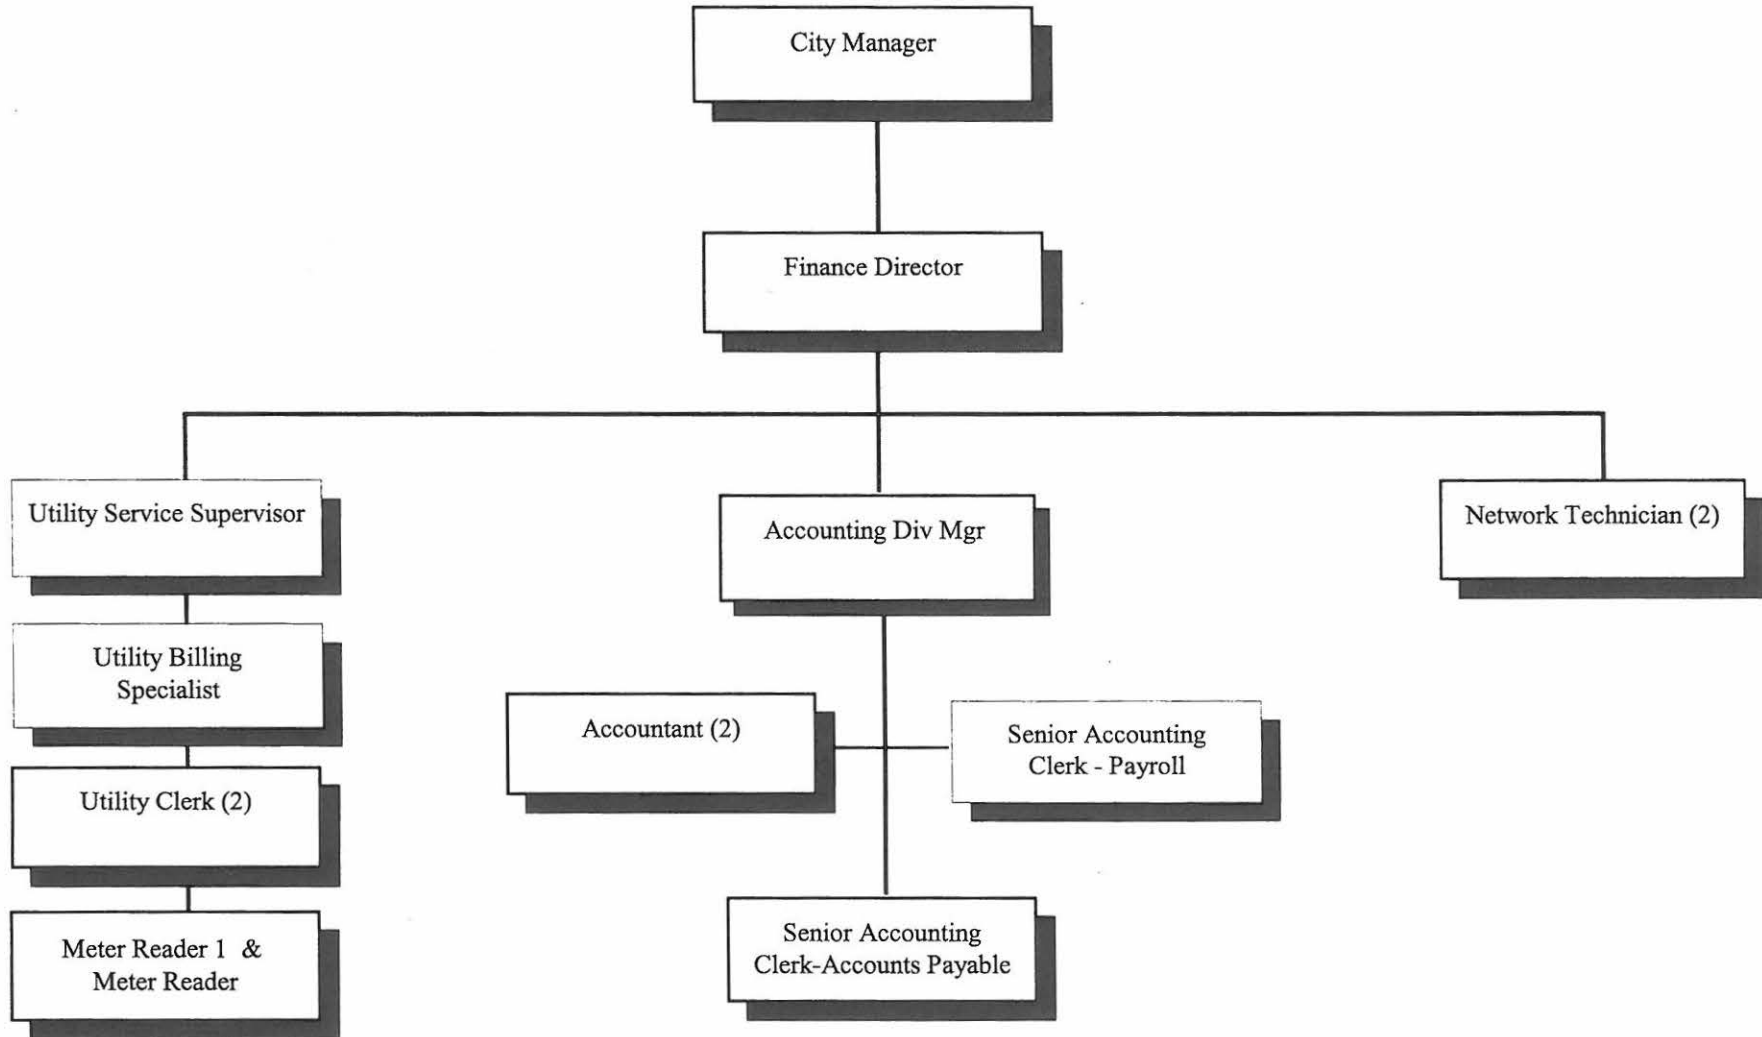 City Manager
Finance Director
Utility Service Supervisor
Accounting Div Mgr
Network Technician (2)
Utility Billing
Specialist
Accountant (2)
Senior Accounting
Clerk - Payroll
Utility Clerk (2)
Meter Reader 1 &
Meter Reader
Senior Accounting
Clerk-Accounts Payable